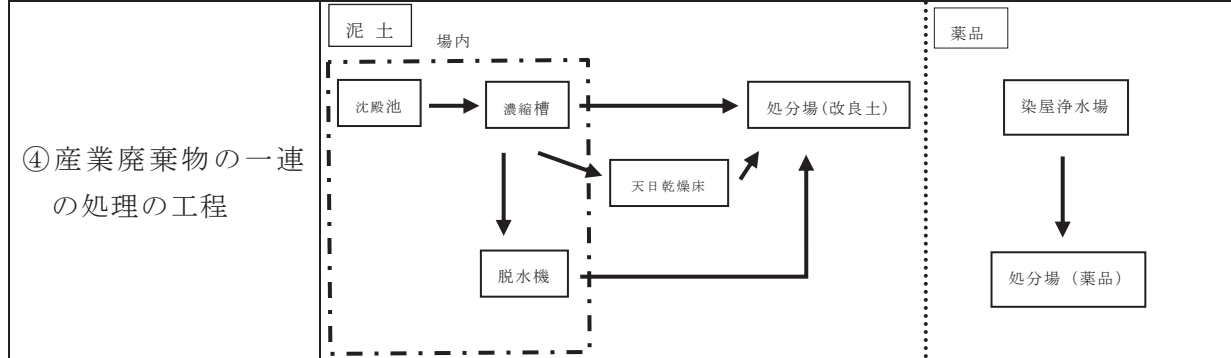 ④産業廃棄物の一連
の処理の工程
泥 土
場内
沈殿池
濃縮槽
処分場(改良土)
天日乾燥床
脱水機
薬品
染屋浄水場
処分場（薬品）